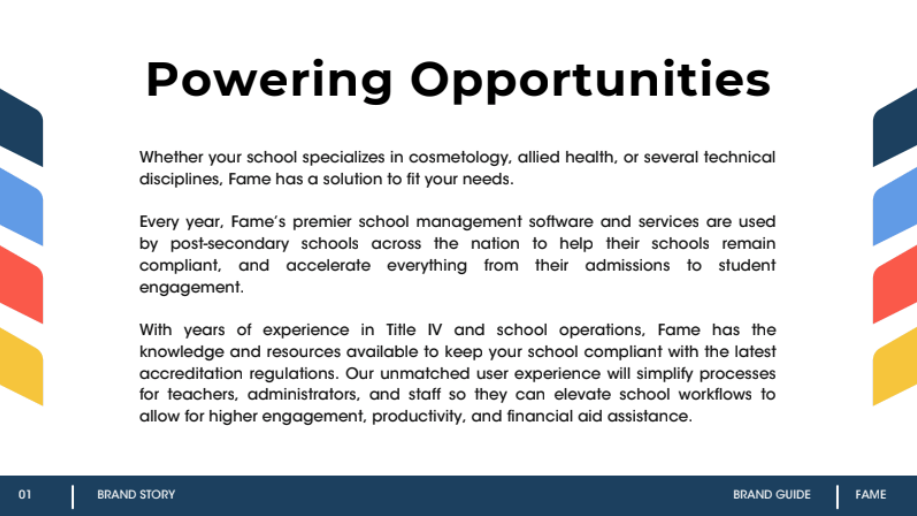 Powering Opportunities
Whether your school specializes in cosmetology, allied health, or several technical
disciplines, Fame has a solution to fit your needs.
Every year, Fame's premier school management software and services are used
by post-secondary schools across the nation to help their schools remain
compliant, and accelerate everything from their admissions to student
engagement.
With years of experience in Title IV and school operations, Fame has the
knowledge and resources available to keep your school compliant with the latest
accreditation regulations. Our unmatched user experience will simplify processes
for teachers, administrators, and staff so they can elevate school workflows to
allow for higher engagement, productivity, and financial aid assistance.
01 BRAND STORY BRAND GUIDE FAME